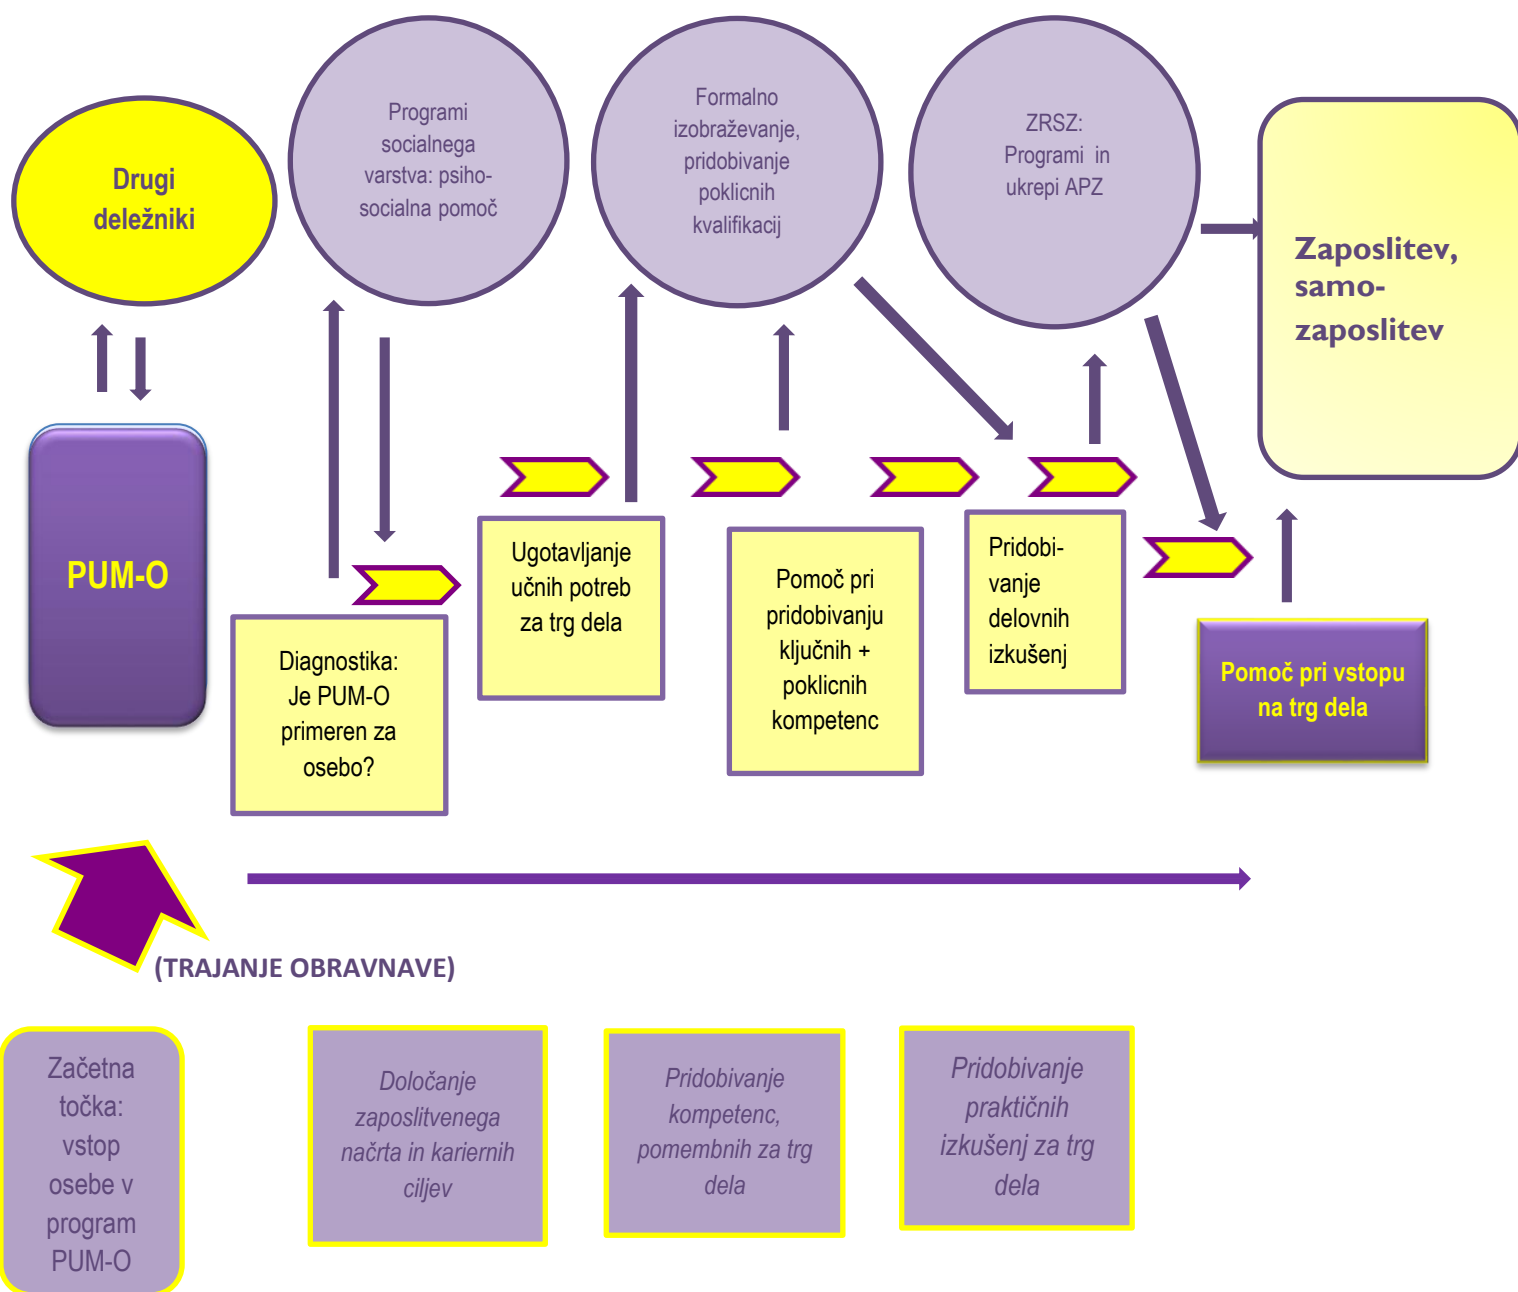 Drugi
deležniki
Programi
socialnega
varstva: psiho-
socialna pomoč
Formalno
izobraževanje,
pridobivanje
poklicnih
kvalifikacij
ZRSZ:
Programi in
ukrepi APZ
Zaposlitev,
samo-
zaposlitev
PUM-O
Diagnostika:
Je PUM-O
primeren za
osebo?
Ugotavljanje
učnih potreb
za trg dela
Pomoč pri
pridobivanju
ključnih +
poklicnih
kompetenc
Pridobi-
vanje
delovnih
izkušenj
Pomoč pri vstopu
na trg dela
(TRAJANJE OBRAVNAVE)
Začetna
točka:
vstop
osebe v
program
PUM-O
Določanje
zaposlitvenega
načrta in kariernih
ciljev
Pridobivanje
kompetenc,
pomembnih za trg
dela
Pridobivanje
praktičnih
izkušenj za trg
dela